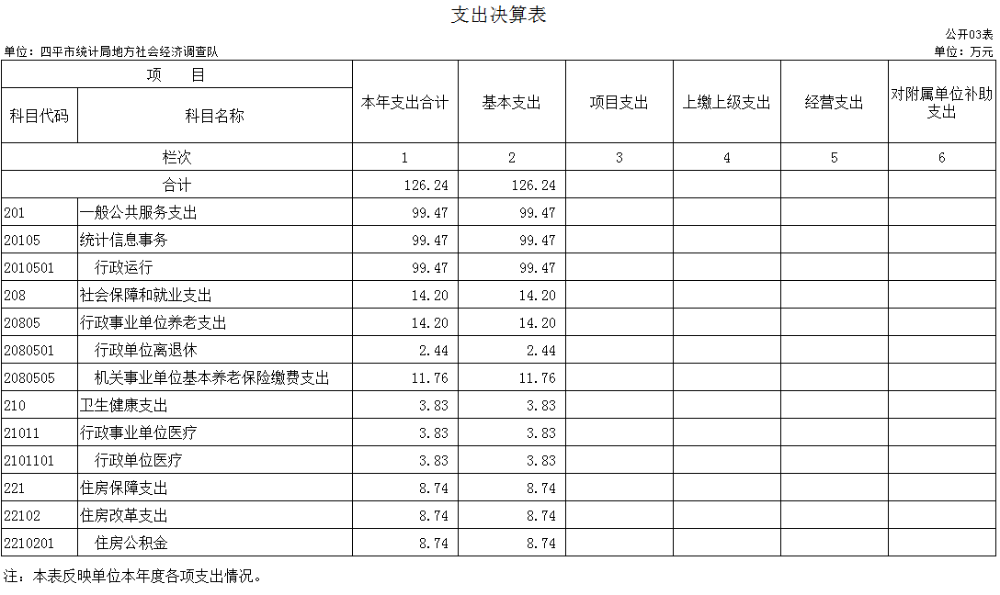 支出决算表
公开03表
单位：四平市统计局地方社会经济调查队 单位：万元
项 目 本年支出合计 基本支出 项目支出 上缴上级支出 经营支出 对附属单位补助支出
科目代码 科目名称
栏次 1 2 3 4 5 6
合计 126.24 126.24
201 一般公共服务支出 99.47 99.47
20105 统计信息事务 99.47 99.47
2010501 行政运行 99.47 99.47
208 社会保障和就业支出 14.20 14.20
20805 行政事业单位养老支出 14.20 14.20
2080501 行政单位离退休 2.44 2.44
2080505 机关事业单位基本养老保险缴费支出 11.76 11.76
210 卫生健康支出 3.83 3.83
21011 行政事业单位医疗 3.83 3.83
2101101 行政单位医疗 3.83 3.83
221 住房保障支出 8.74 8.74
22102 住房改革支出 8.74 8.74
2210201 住房公积金 8.74 8.74
注：本表反映单位本年度各项支出情况。